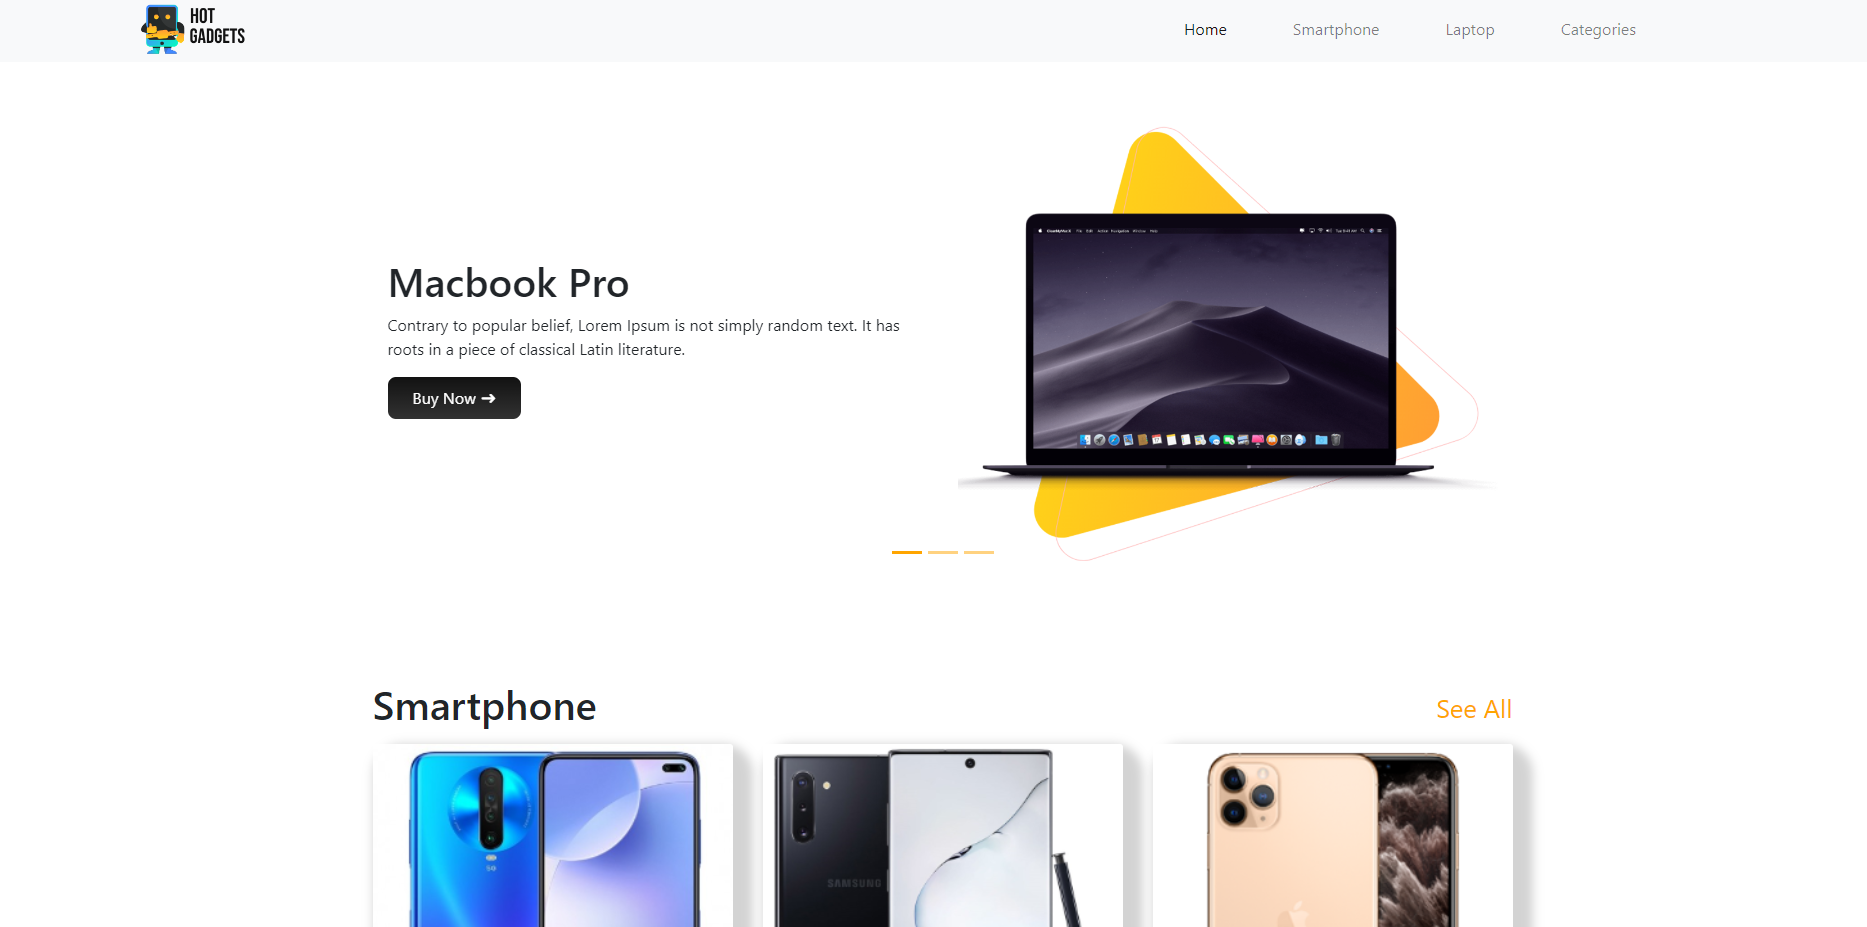 HOT
GADGETS
Home
Smartphone
Laptop
Categories
Macbook Pro
Contrary to popular belief, Lorem Ipsum is not simply random text. It has
roots in a piece of classical Latin literature.
Buy Now ➜
Smartphone
See All
SAMSUNG